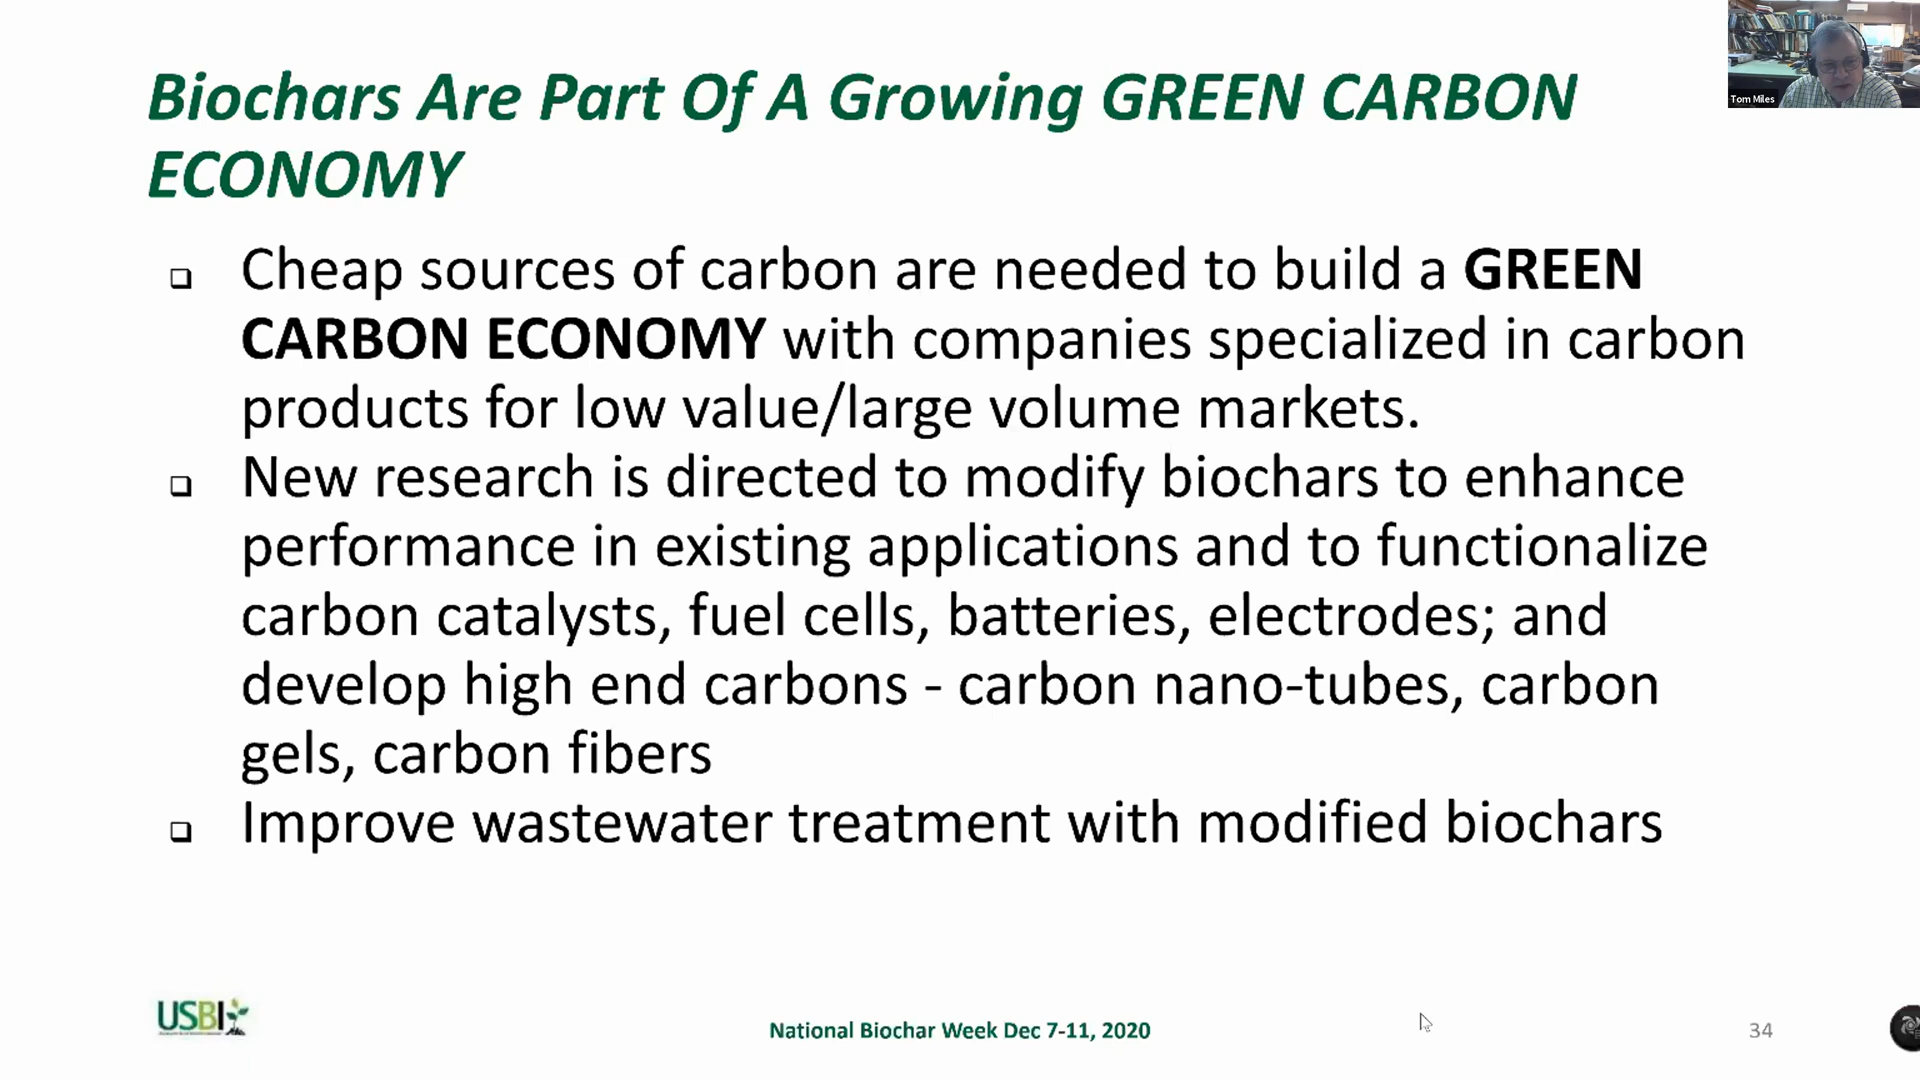 Biochars Are Part Of A Growing GREEN CARBON
ECONOMY
Tom Miles
❑ Cheap sources of carbon are needed to build a GREEN
CARBON ECONOMY with companies specialized in carbon
products for low value/large volume markets.
❑ New research is directed to modify biochars to enhance
performance in existing applications and to functionalize
carbon catalysts, fuel cells, batteries, electrodes; and
develop high end carbons - carbon nano-tubes, carbon
gels, carbon fibers
❑ Improve wastewater treatment with modified biochars
USBI
National Biochar Week Dec 7-11, 2020
34